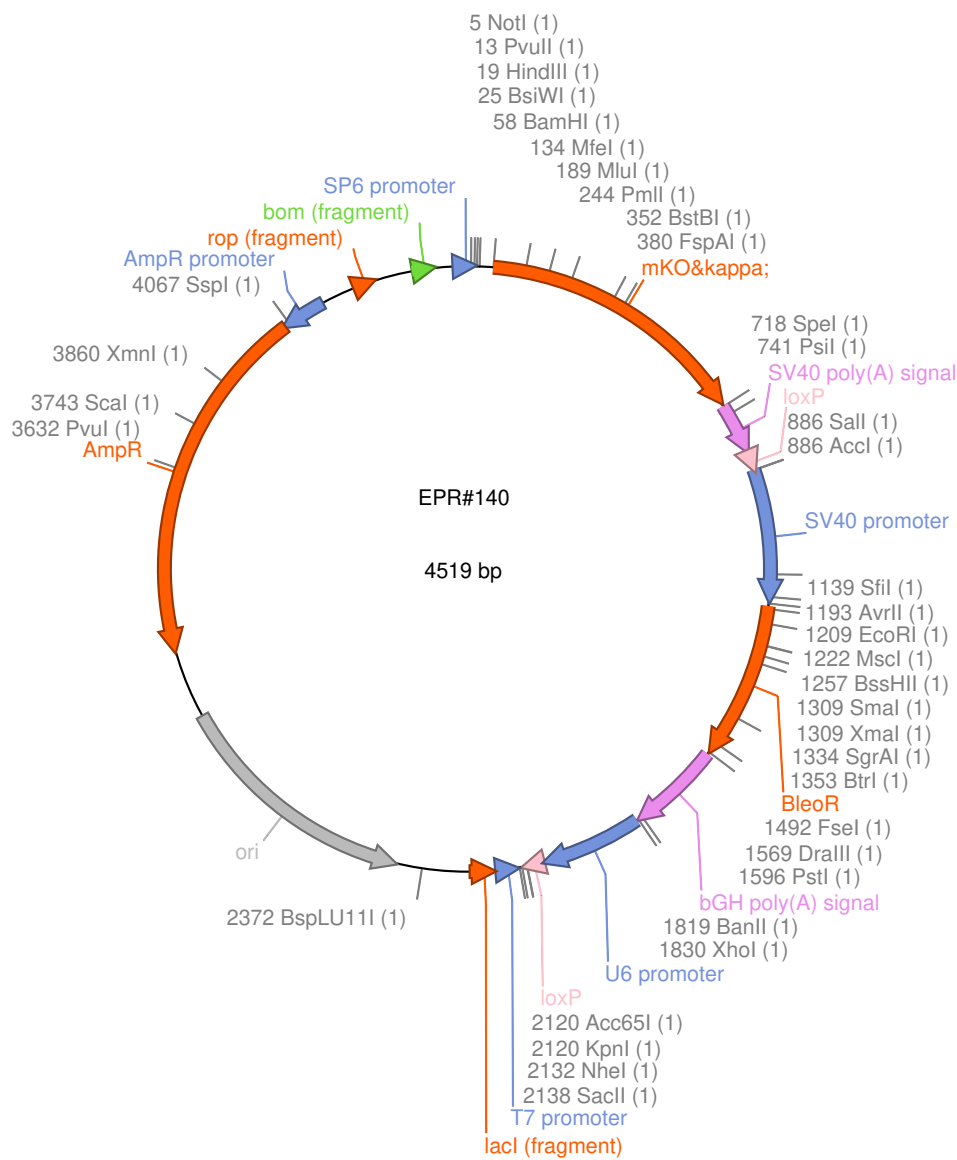 5 NotI (1)
13 PvuII (1)
19 HindIII (1)
25 BsiWI (1)
58 BamHI (1)
134 MfeI (1)
189 MluI (1)
244 PmlI (1)
352 BstBI (1)
380 FspAI (1)
mKO&kappa;
718 SpeI (1)
741 PsiI (1)
SV40 poly(A) signal
loxP
886 SalI (1)
886 AccI (1)
SV40 promoter
1139 SfiI (1)
1193 AvrII (1)
1209 EcoRI (1)
1222 MscI (1)
1257 BssHII (1)
1309 SmaI (1)
1309 XmaI (1)
1334 SgrAI (1)
1353 BtrI (1)
BleoR
1492 FseI (1)
1569 DraIII (1)
1596 PstI (1)
bGH poly(A) signal
1819 BanII (1)
1830 XhoI (1)
U6 promoter
loxP
2120 Acc65I (1)
2120 KpnI (1)
2132 NheI (1)
2138 SacII (1)
T7 promoter
lacI (fragment)
2372 BspLU11I (1)
ori
AmpR
3632 PvuI (1)
3743 ScaI (1)
3860 XmnI (1)
4067 SspI (1)
AmpR promoter
rop (fragment)
bom (fragment)
SP6 promoter
EPR#140
4519 bp